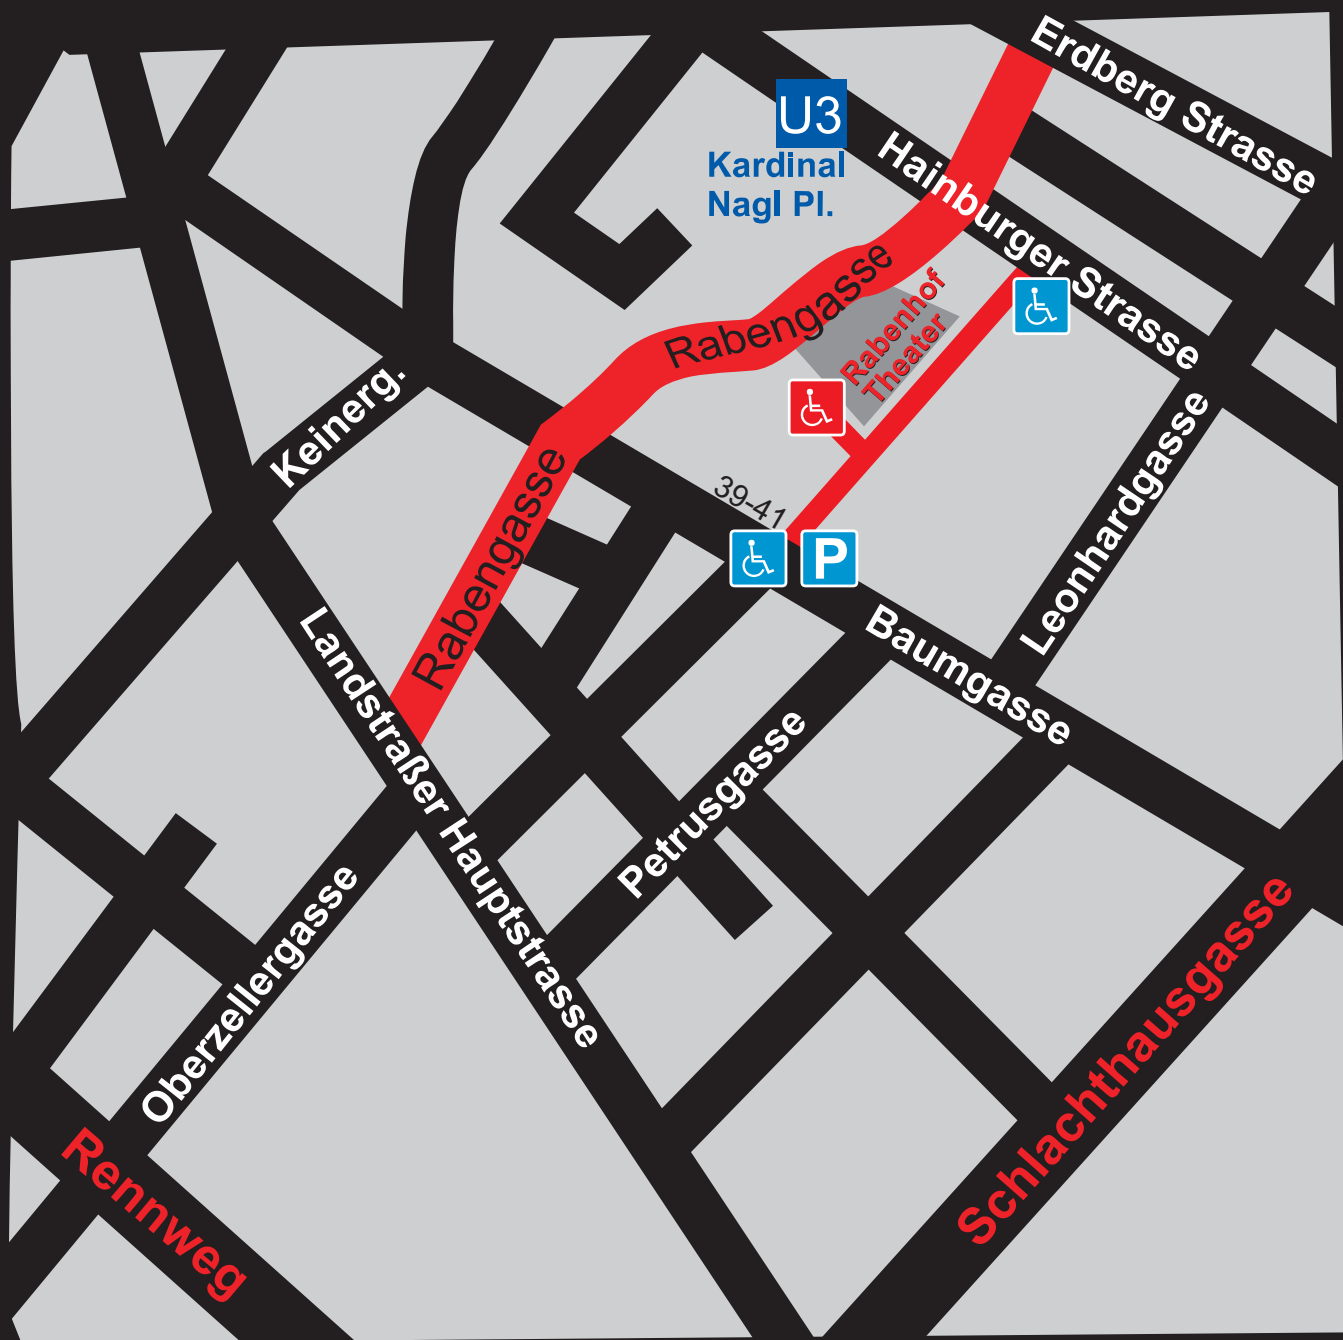 Erdberg Strasse
U3
Kardinal
Nagl Pl.
Hainburger Strasse
Rabengasse
Rabenhof
Theater
Keinerg.
Rabengasse
39-41
P
Leonhardgasse
Baumgasse
Landstraßer Hauptstrasse
Petrusgasse
Oberzellergasse
Schlachthausgasse
Rennweg